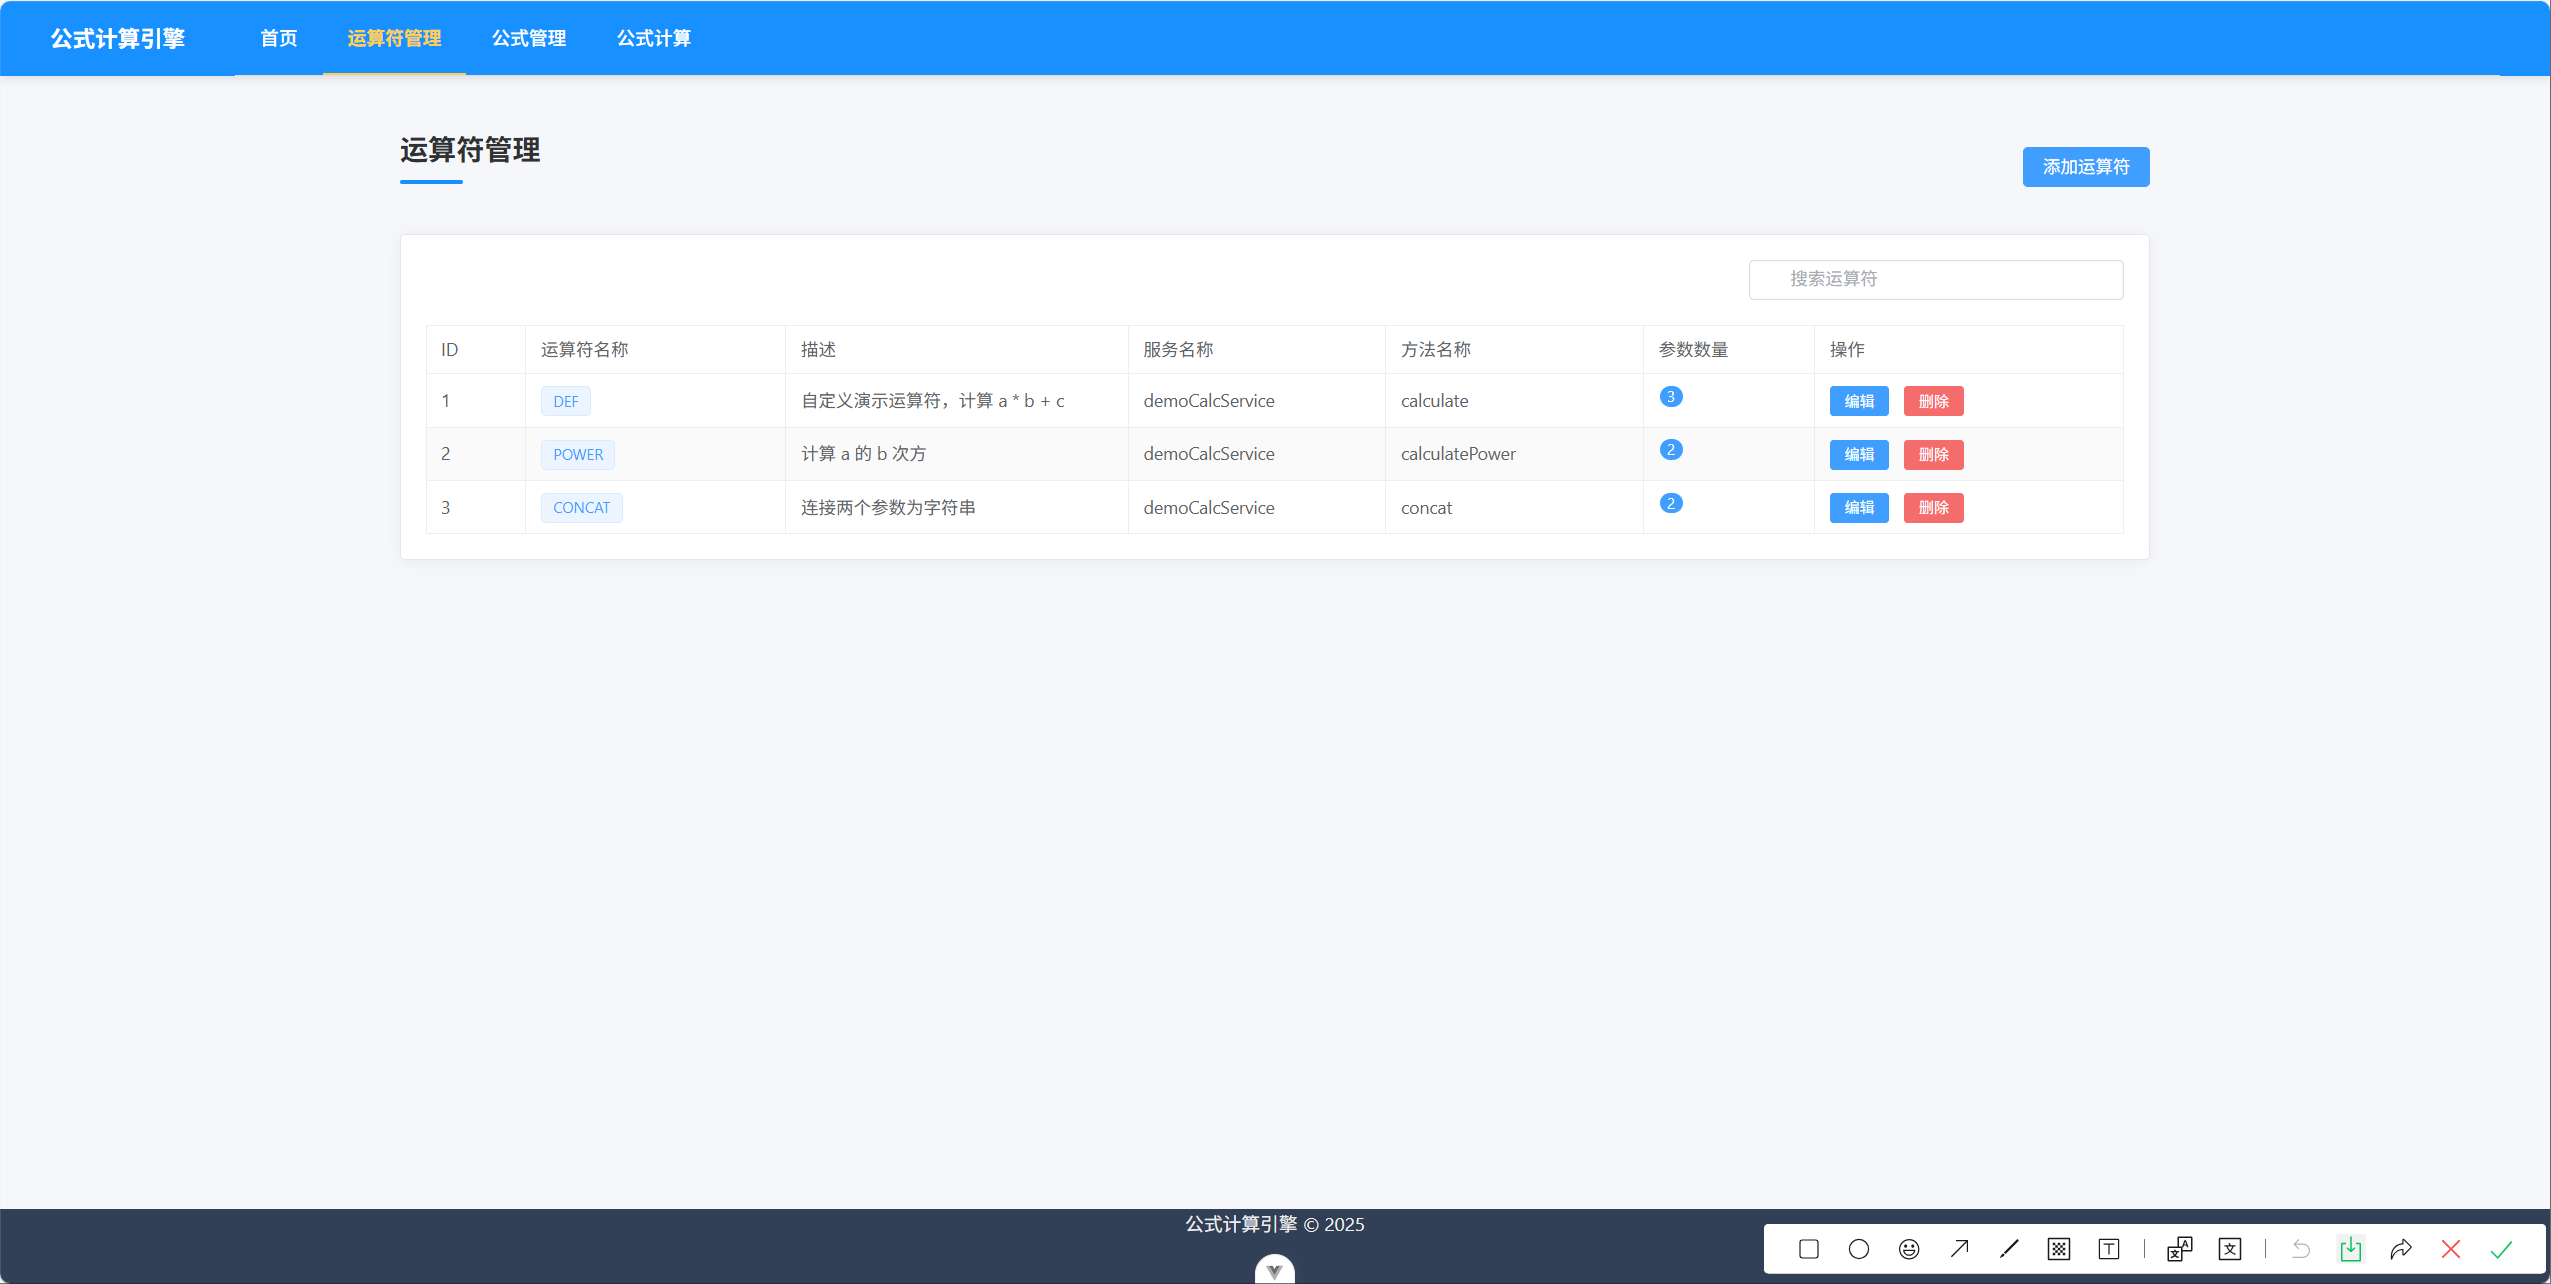 公式计算引擎 首页 运算符管理 公式管理 公式计算
运算符管理
添加运算符
搜索运算符
ID 运算符名称 描述 服务名称 方法名称 参数数量 操作
1 DEF 自定义演示运算符，计算 a * b + c demoCalcService calculate 3 编辑 删除
2 POWER 计算 a 的 b 次方 demoCalcService calculatePower 2 编辑 删除
3 CONCAT 连接两个参数为字符串 demoCalcService concat 2 编辑 删除
公式计算引擎 © 2025